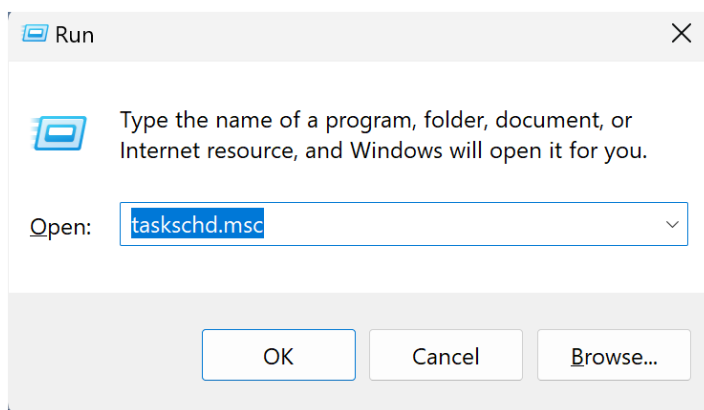 Run
Type the name of a program, folder, document, or
Internet resource, and Windows will open it for you.
Open: taskschd.msc
OK Cancel Browse...